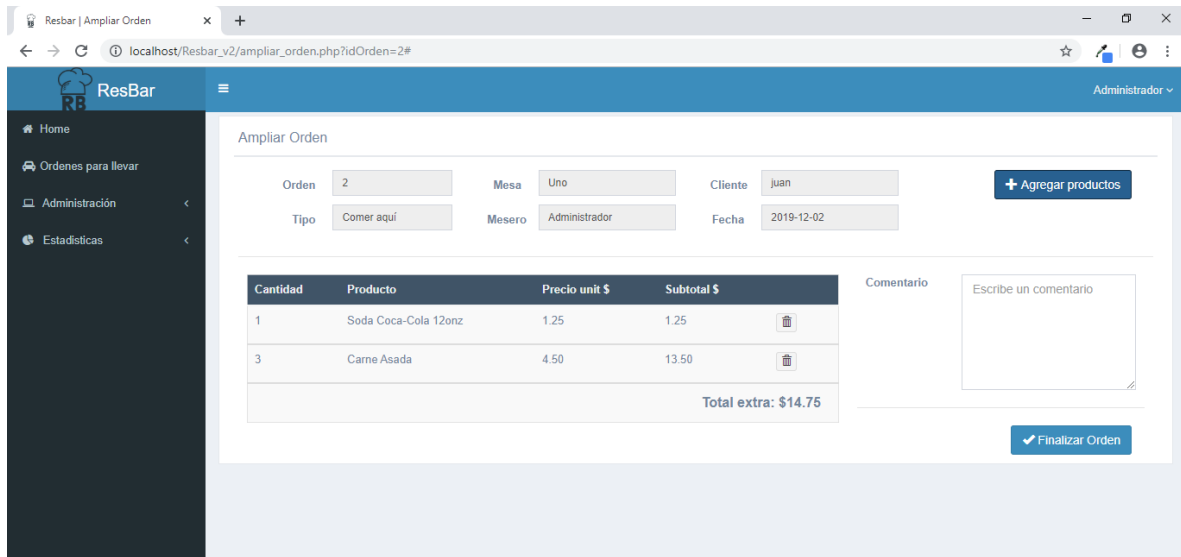 Resbar | Ampliar Orden
localhost/Resbar_v2/ampliar_orden.php?idOrden=2#
RB ResBar
Administrador
Home
Ordenes para llevar
Administración
Estadisticas
Ampliar Orden
Orden 2 Mesa Uno Cliente juan
Agregar productos
Tipo Comer aquí Mesero Administrador Fecha 2019-12-02
Cantidad Producto Precio unit $ Subtotal $
1 Soda Coca-Cola 12onz 1.25 1.25
3 Carne Asada 4.50 13.50
Total extra: $14.75
Comentario
Escribe un comentario
Finalizar Orden